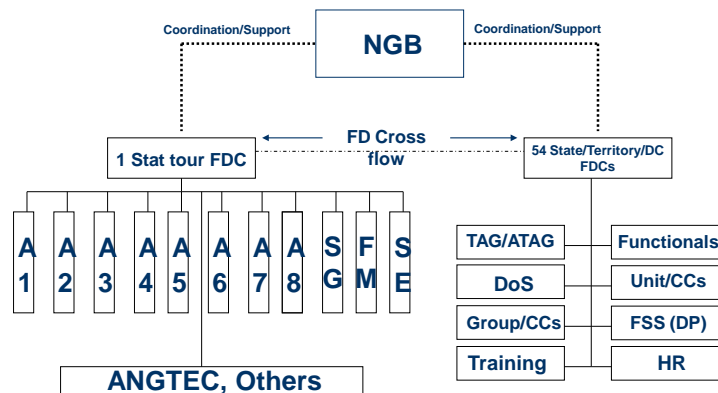 Coordination/Support
NGB
Coordination/Support
1 Stat tour FDC
FD Cross
flow
54 State/Territory/DC
FDCs
A
1
A
2
A
3
A
4
A
5
A
6
A
7
A
8
S
G
F
M
S
E
ANGTEC, Others
TAG/ATAG
Functionals
DoS
Unit/CCs
Group/CCs
FSS (DP)
Training
HR